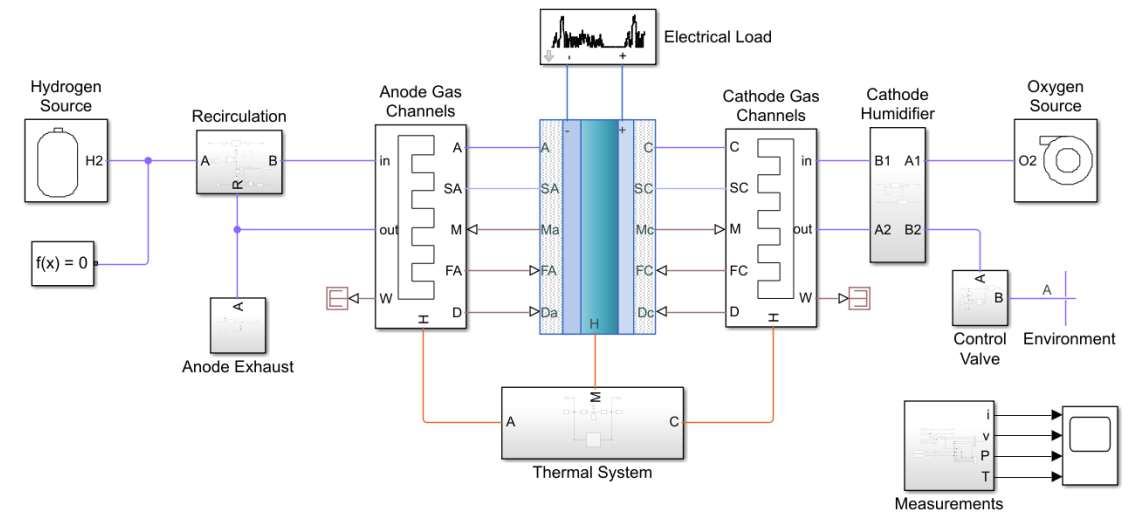 Electrical Load
- +
Hydrogen
Source
H2
Recirculation
A B
R
Anode Gas
Channels
in
out
A
SA
M
FA
W
D
H
- +
A
SA
Ma
FA
Da
H
C
SC
Mc
FC
Dc
Cathode Gas
Channels
C
SC
M
FC
D
in
out
W
H
Cathode
Humidifier
B1 A1
A2 B2
Oxygen
Source
O2
f(x) = 0
A
Anode Exhaust
A
B
Control
Valve
A
Environment
M
A C
Thermal System
i
v
P
T
Measurements